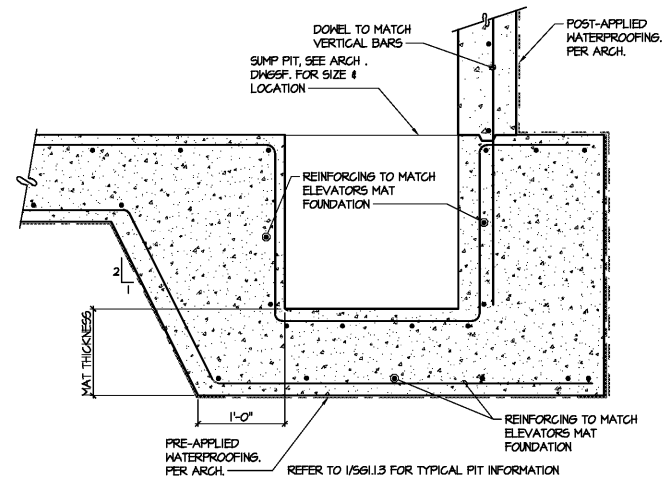 DOWEL TO MATCH
VERTICAL BARS
POST-APPLIED
WATERPROOFING.
PER ARCH.
SUMP PIT, SEE ARCH .
DWGSF. FOR SIZE &
LOCATION
REINFORCING TO MATCH
ELEVATORS MAT
FOUNDATION
2
1
MAT THICKNESS
1'-0"
REINFORCING TO MATCH
ELEVATORS MAT
FOUNDATION
PRE-APPLIED
WATERPROOFING.
PER ARCH.
REFER TO 1/SG1.1.3 FOR TYPICAL PIT INFORMATION